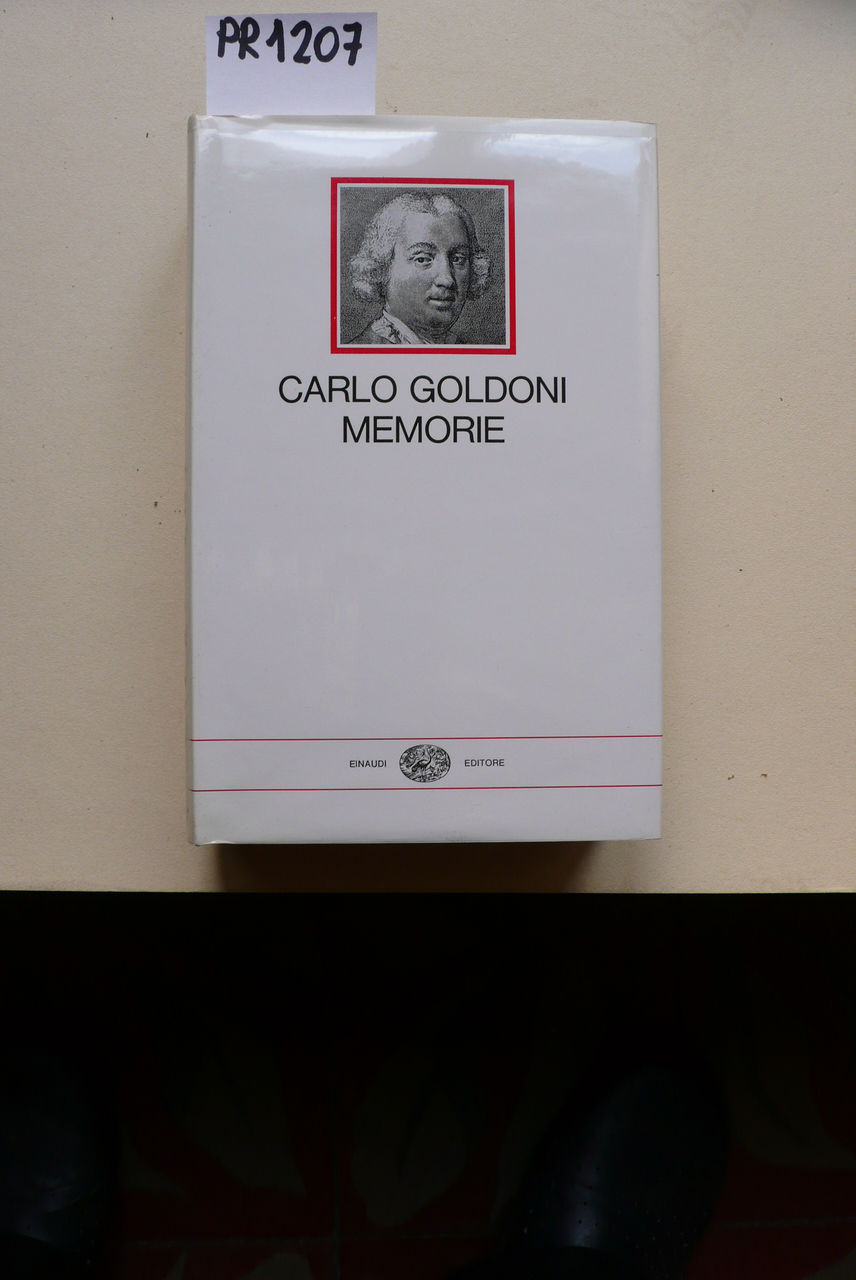 PR1207
CARLO GOLDONI
MEMORIE
EINAUDI EDITORE